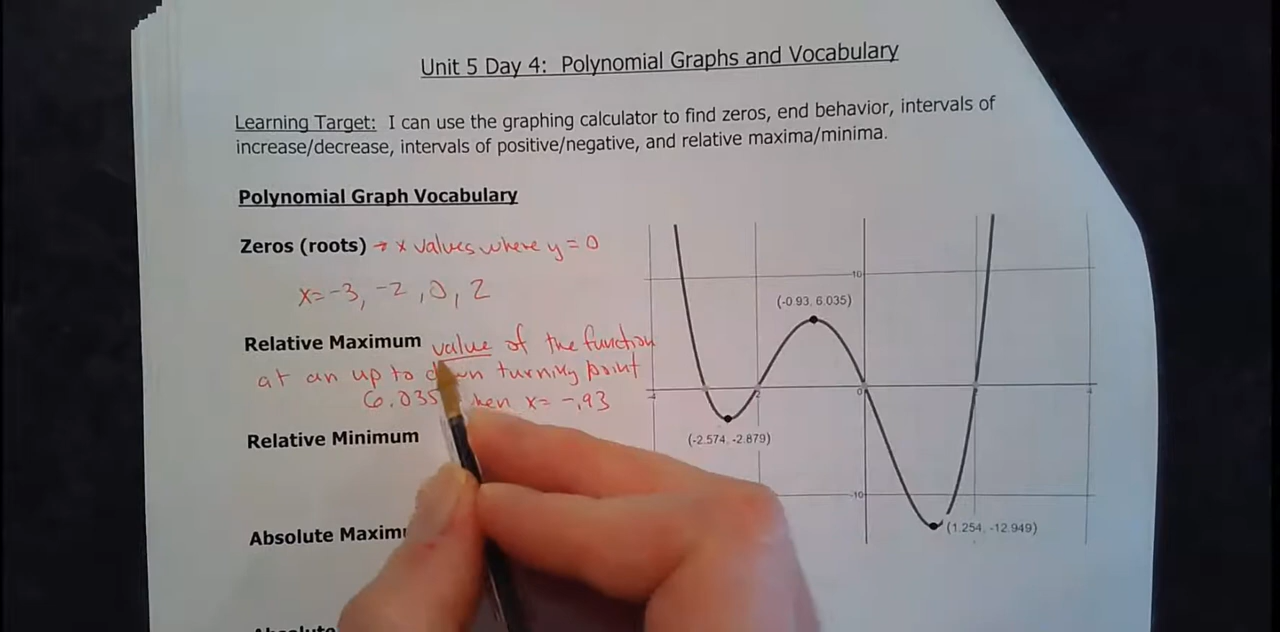 Unit 5 Day 4: Polynomial Graphs and Vocabulary
Learning Target: I can use the graphing calculator to find zeros, end behavior, intervals of
increase/decrease, intervals of positive/negative, and relative maxima/minima.
Polynomial Graph Vocabulary
Zeros (roots) → x values where y = 0
x = -3, -2, 0, 2
Relative Maximum value of the function
at an up to turning point
6.035 x = -.93
Relative Minimum
Absolute
Absolute
10
(-0.93, 6.035)
-4
-2
0
4
(-2.574, -2.879)
-10
(1.254, -12.949)